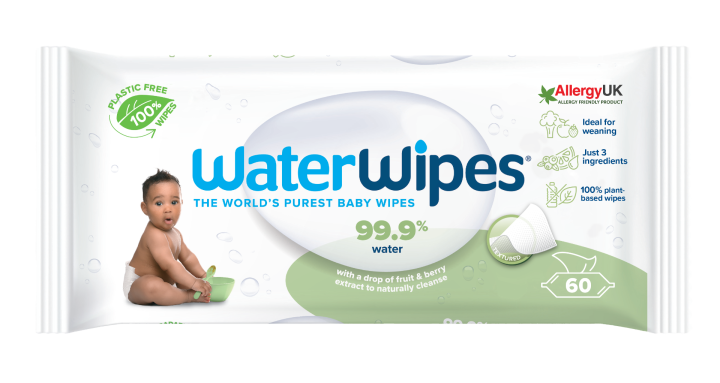 PLASTIC FREE
100%
WIPES
AllergyUK
ALLERGY FRIENDLY PRODUCT
Ideal for
weaning
Just 3
ingredients
100% plant-
based wipes
WaterWipes®
THE WORLD'S PUREST BABY WIPES
99.9%
water
with a drop of fruit & berry
extract to naturally cleanse
TEXTURED
60